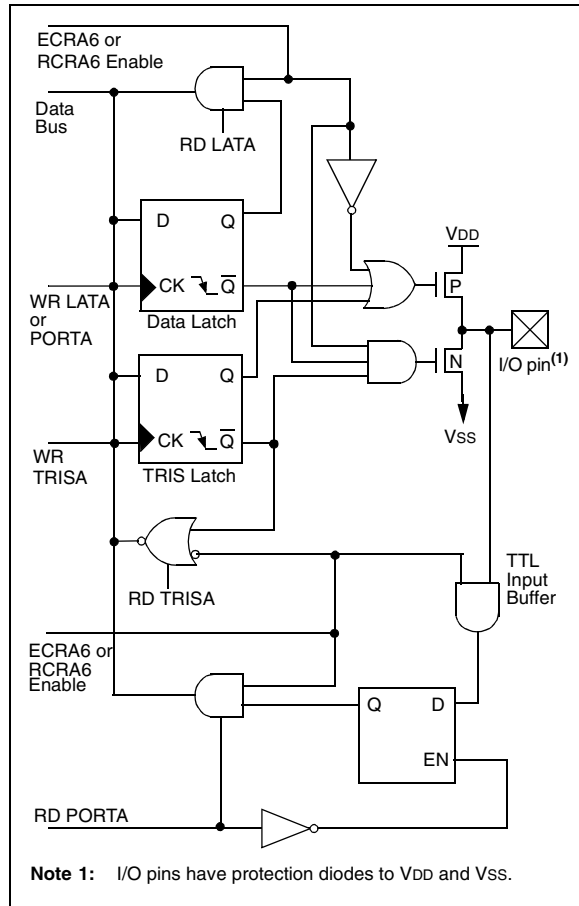 ECRA6 or
RCRA6 Enable
Data
Bus
RD LATA
D Q
VDD
P
CK Q
WR LATA
or
PORTA
Data Latch
N
I/O pin(1)
D Q
VSS
CK Q
WR
TRISA
TRIS Latch
TTL
Input
Buffer
RD TRISA
ECRA6 or
RCRA6
Enable
Q D
EN
RD PORTA
Note 1: I/O pins have protection diodes to VDD and VSS.